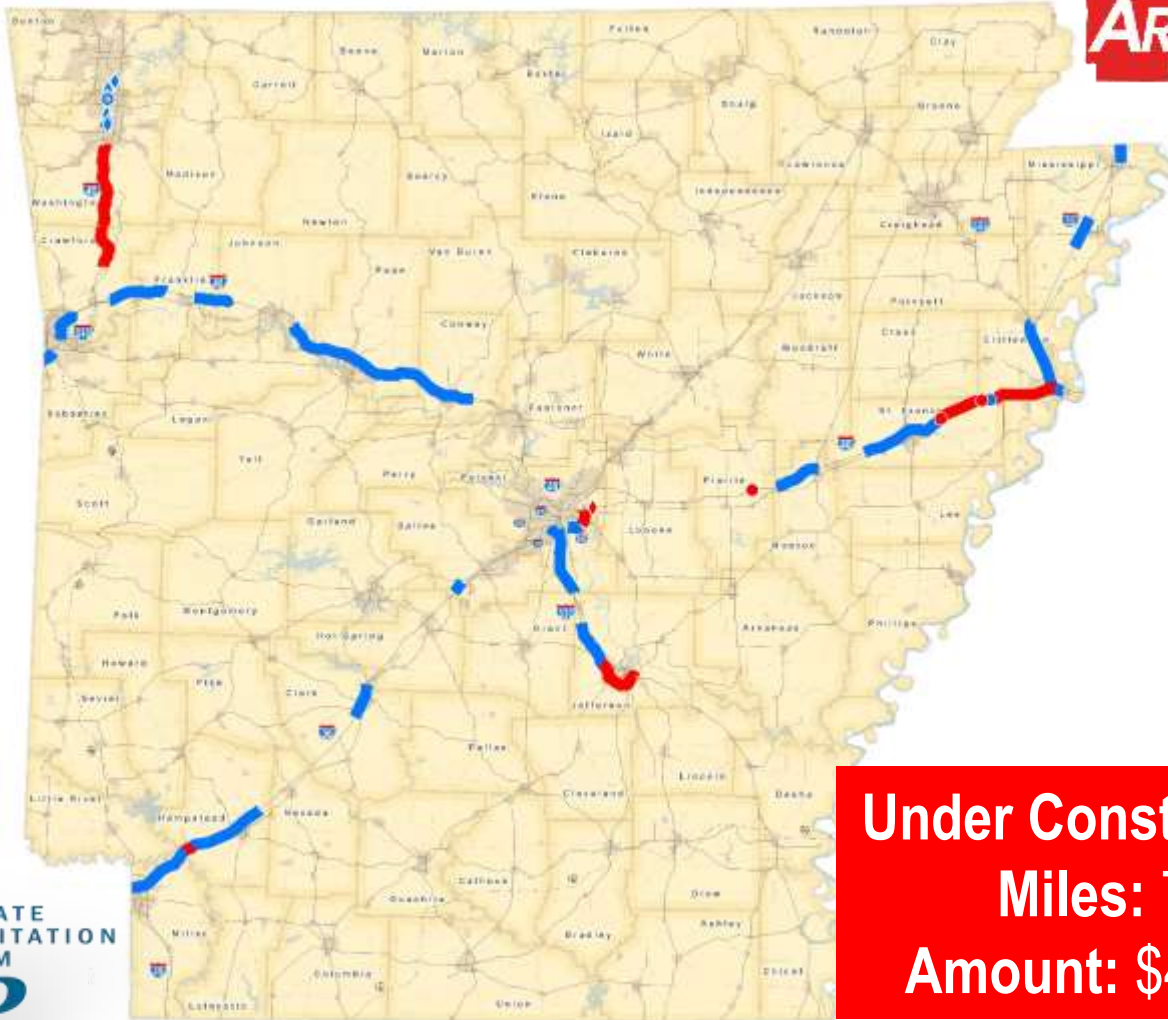 AR
Benton
Boone
Marion
Fulton
Randolph
Clay
Carroll
Baxter
Sharp
Greene
Izard
Lawrence
Mississippi
Madison
Searcy
Stone
Independence
Washington
Newton
Craighead
Crawford
Johnson
Van Buren
Cleburne
Franklin
Pope
Jackson
Poinsett
Conway
Cross
White
Woodruff
Sebastian
Logan
Faulkner
Yell
Perry
Pulaski
Prairie
Scott
Garland
Saline
Lonoke
Lee
Monroe
Polk
Montgomery
Hot Spring
Grant
Arkansas
Phillips
Howard
Pike
Clark
Sevier
Jefferson
Dallas
Lincoln
Little River
Cleveland
Desha
Hempstead
Nevada
Calhoun
Ouachita
Drew
Miller
Bradley
Ashley
Columbia
Chicot
Lafayette
Union
ATE
ITATION
M
Under Const
Miles:
Amount: $4